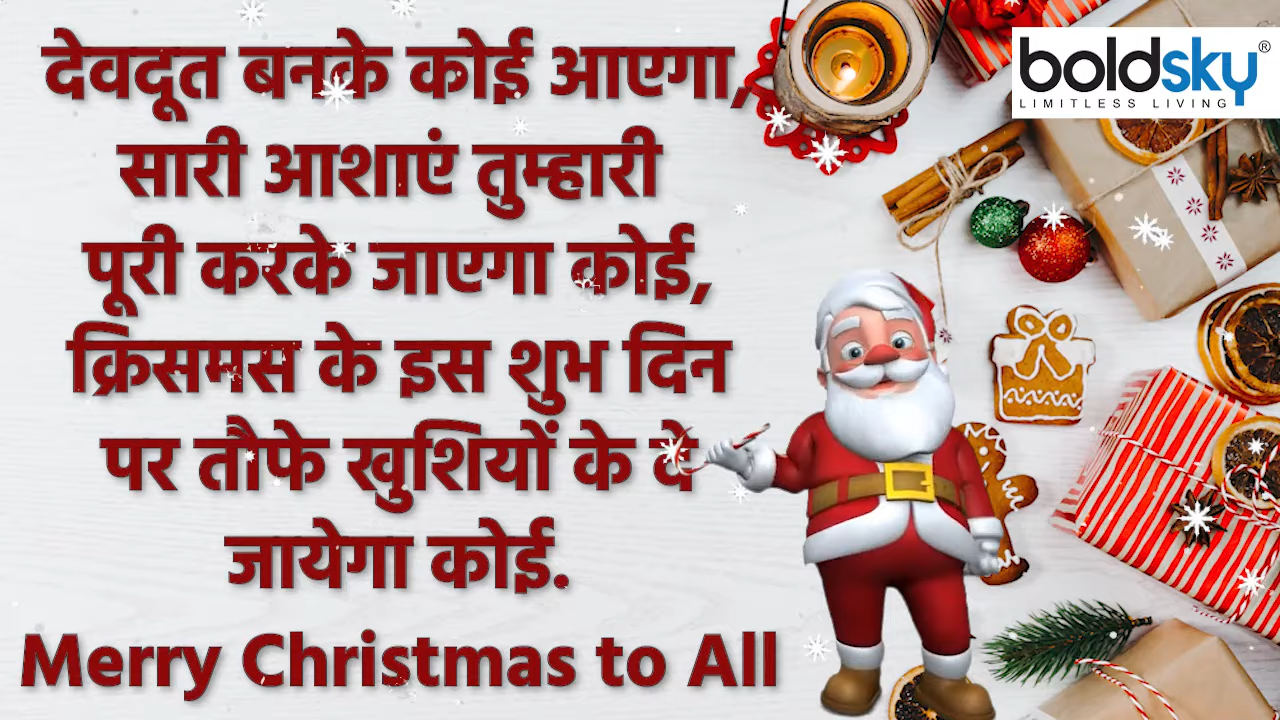 देवदूत बनके कोई आएगा,
सारी आशाएं तुम्हारी
पूरी करके जाएगा कोई,
क्रिसमस के इस शुभ दिन
पर तौफे खुशियों के दे
जायेगा कोई.
Merry Christmas to All
boldsky®
LIMITLESS LIVING